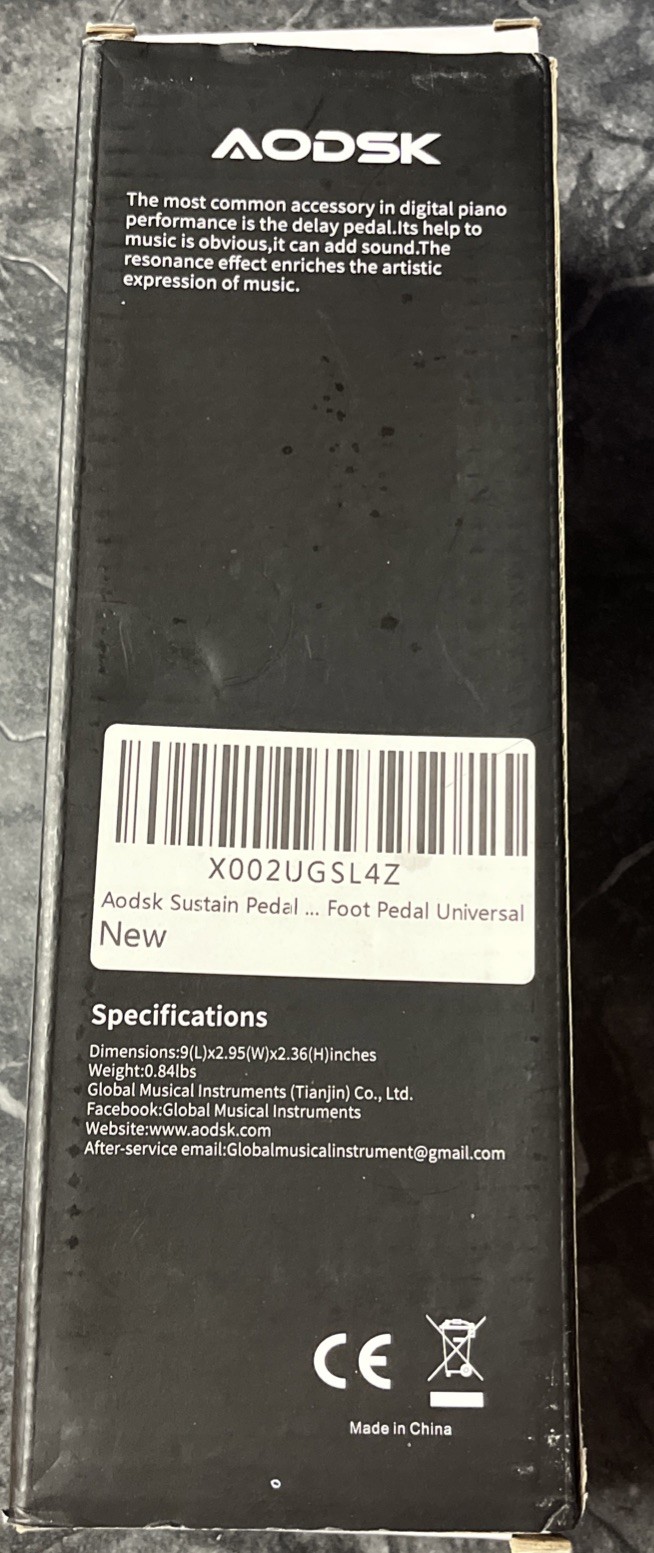 AODSK
The most common accessory in digital piano
performance is the delay pedal.Its help to
music is obvious,it can add sound.The
resonance effect enriches the artistic
expression of music.
X002UGSL4Z
Aodsk Sustain Pedal ... Foot Pedal Universal
New
Specifications
Dimensions:9(L)x2.95(W)x2.36(H)inches
Weight:0.84lbs
Global Musical Instruments (Tianjin) Co., Ltd.
Facebook:Global Musical Instruments
Website:www.aodsk.com
After-service email:Globalmusicalinstrument@gmail.com
CE
Made in China